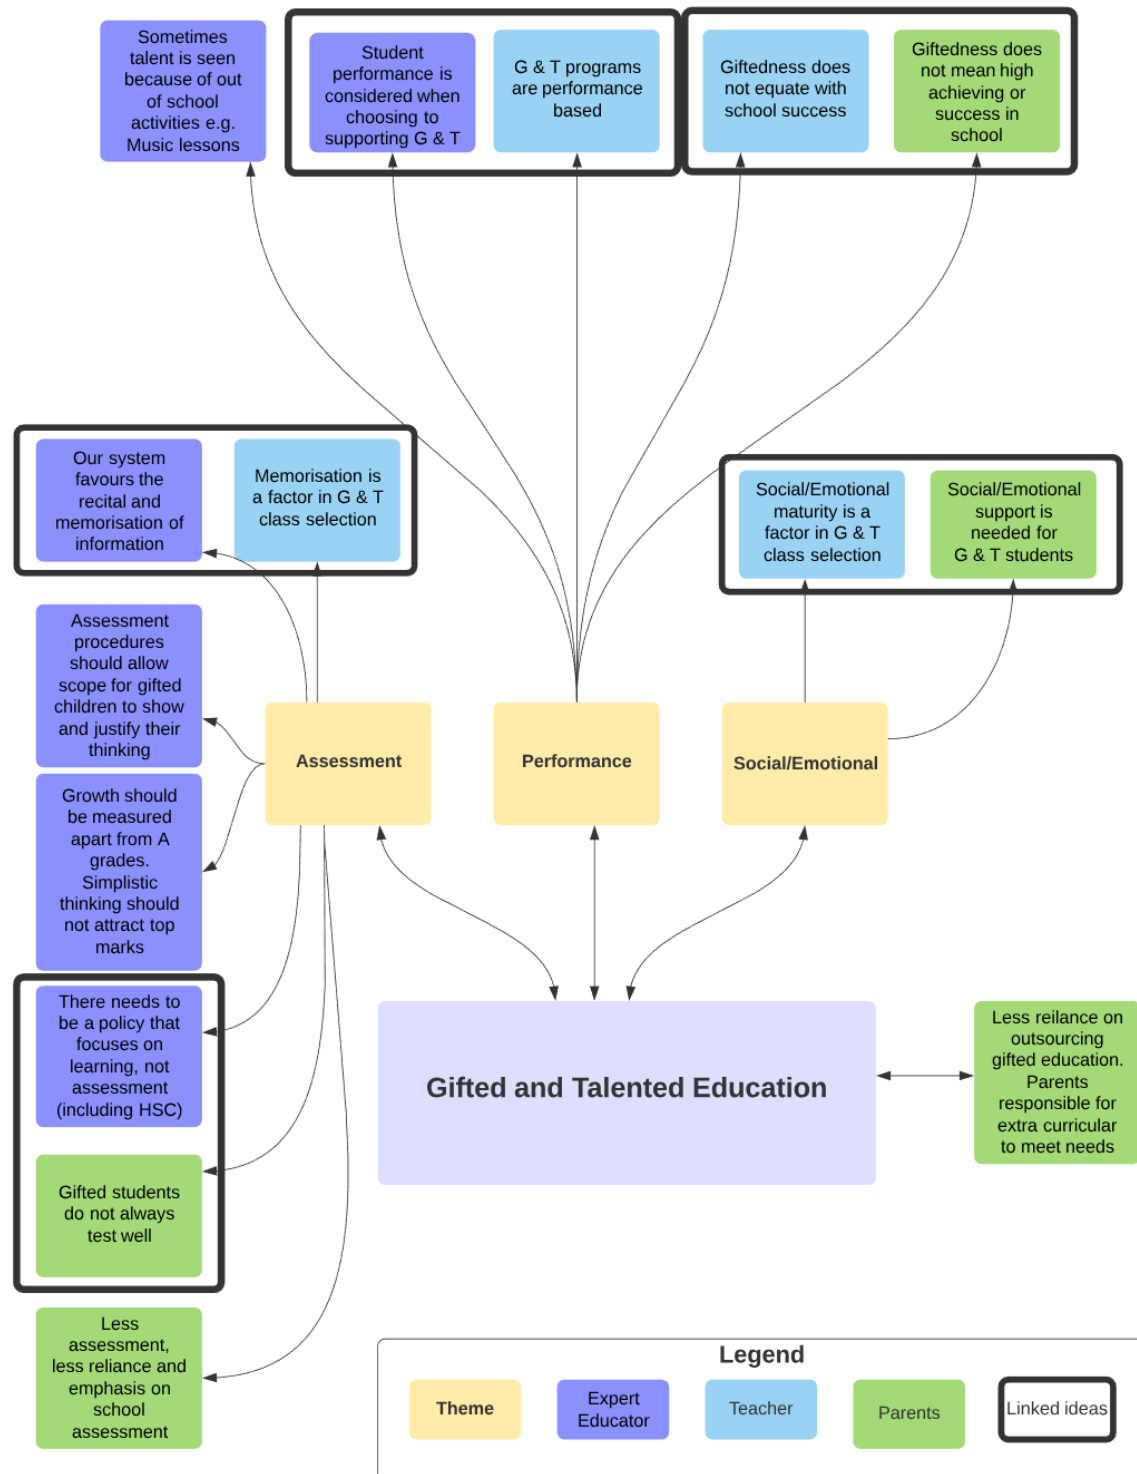 Sometimes
talent is seen
because of out
of school
activities e.g.
Music lessons
Student
performance is
considered when
choosing to
supporting G & T
G & T programs
are performance
based
Giftedness does
not equate with
school success
Giftedness does
not mean high
achieving or
success in
school
Our system
favours the
recital and
memorisation of
information
Memorisation is
a factor in G & T
class selection
Social/Emotional
maturity is a
factor in G & T
class selection
Social/Emotional
support is
needed for
G & T students
Assessment
procedures
should allow
scope for gifted
children to show
and justify their
thinking
Assessment
Performance
Social/Emotional
Growth should
be measured
apart from A
grades.
Simplistic
thinking should
not attract top
marks
There needs to
be a policy that
focuses on
learning, not
assessment
(including HSC)
Gifted and Talented Education
Less reilance on
outsourcing
gifted education.
Parents
responsible for
extra curricular
to meet needs
Gifted students
do not always
test well
Less
assessment,
less reliance and
emphasis on
school
assessment
Legend
Theme
Expert
Educator
Teacher
Parents
Linked ideas